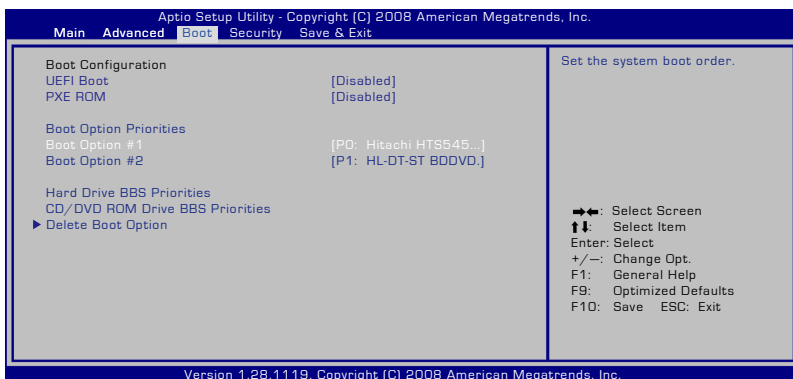 Aptio Setup Utility - Copyright (C) 2008 American Megatrends, Inc.
Main Advanced Boot Security Save & Exit
Boot Configuration
UEFI Boot [Disabled]
PXE ROM [Disabled]
Boot Option Priorities
Boot Option #1 [P0: Hitachi HTS545...]
Boot Option #2 [P1: HL-DT-ST BDDVD.]
Hard Drive BBS Priorities
CD/DVD ROM Drive BBS Priorities
Delete Boot Option
Set the system boot order.
→←: Select Screen
↑↓: Select Item
Enter: Select
+/—: Change Opt.
F1: General Help
F9: Optimized Defaults
F10: Save ESC: Exit
Version 1.28.1119. Copyright (C) 2008 American Megatrends, Inc.